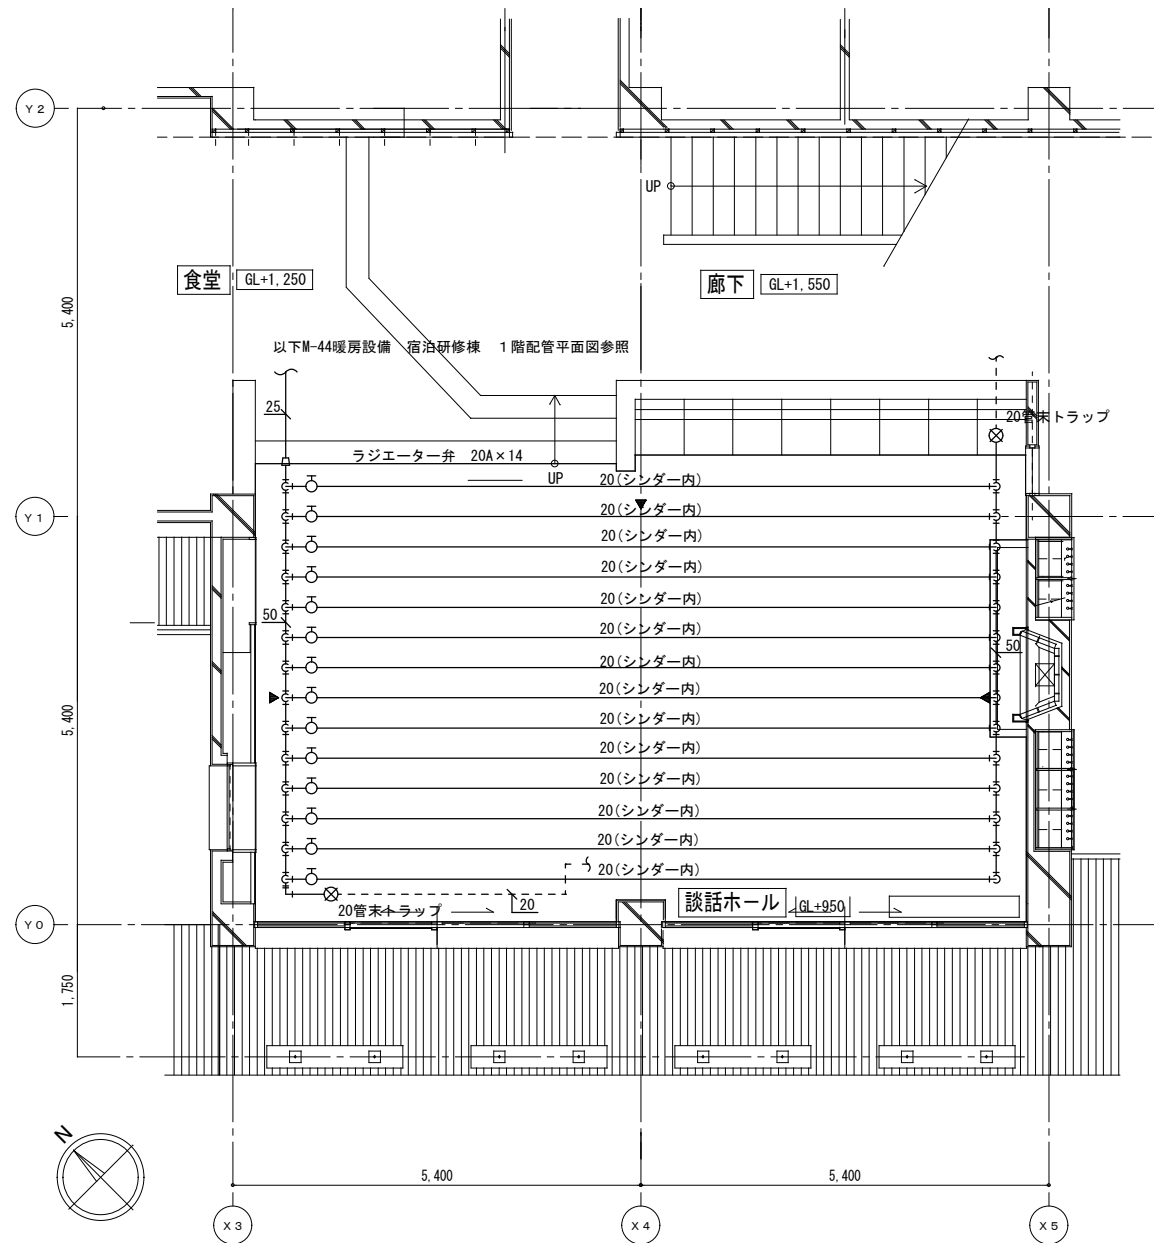 Y2
UP
食堂 GL+1,250
廊下 GL+1,550
5,400
以下M-44暖房設備 宿泊研修棟 1階配管平面図参照
25
20管末トラップ
ラジエーター弁 20A×14
UP
20(シンダー内)
Y1
20(シンダー内)
20(シンダー内)
20(シンダー内)
20(シンダー内)
50
20(シンダー内)
50
20(シンダー内)
20(シンダー内)
5,400
20(シンダー内)
20(シンダー内)
20(シンダー内)
20(シンダー内)
20(シンダー内)
20(シンダー内)
20管末トラップ
20
談話ホール GL+950
Y0
1,750
N
5,400
5,400
X3
X4
X5